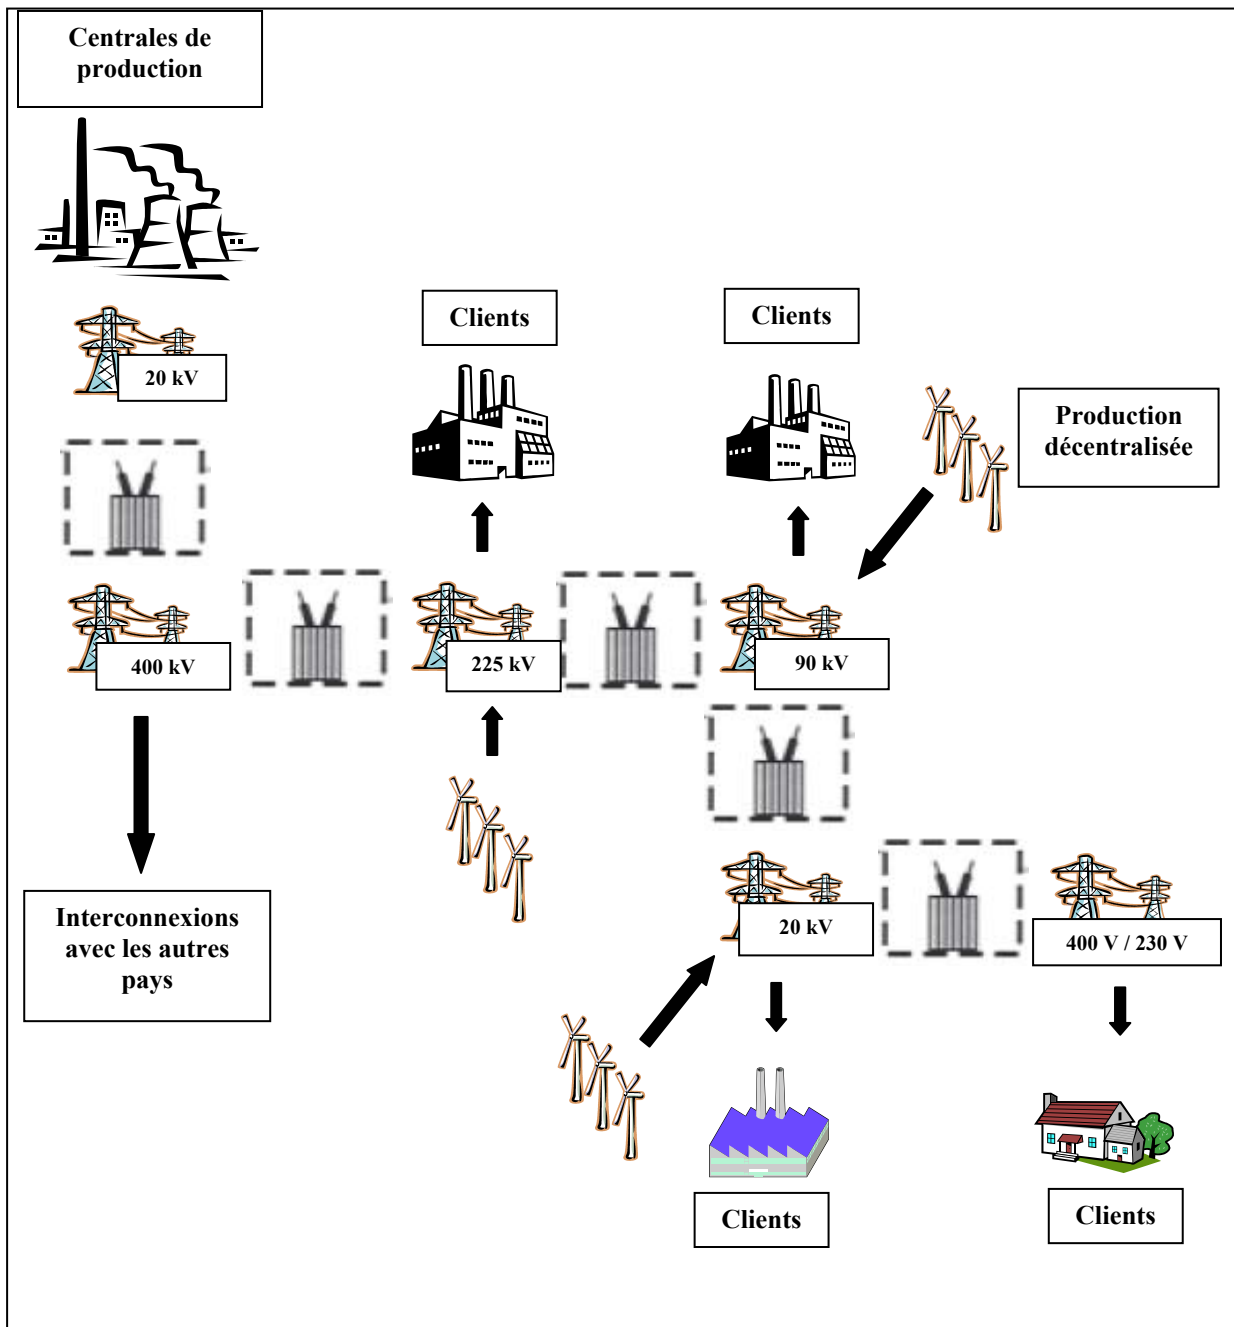 Centrales de
production
20 kV
Clients
Clients
Production
décentralisée
400 kV
225 kV
90 kV
Interconnexions
avec les autres
pays
20 kV
400 V / 230 V
Clients
Clients